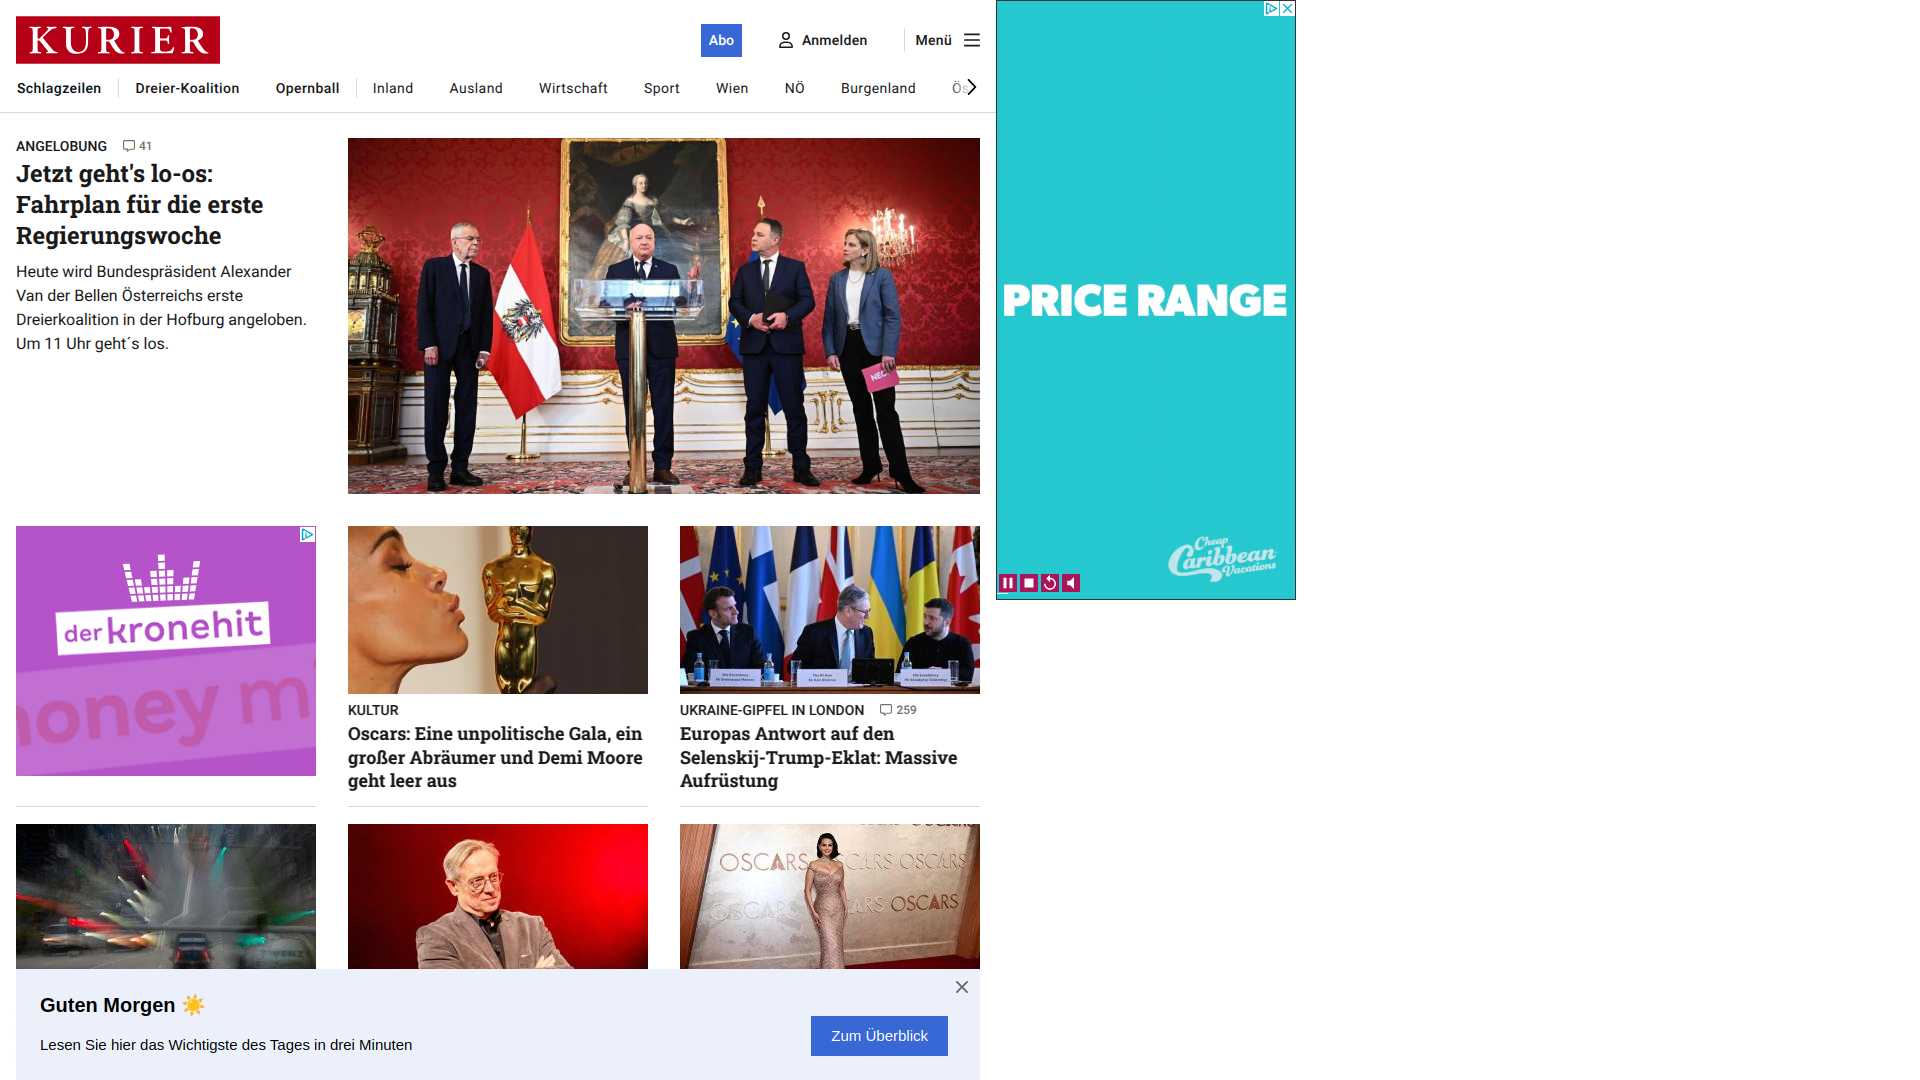 KURIER
Abo
Anmelden
Menü
Schlagzeilen
Dreier-Koalition
Opernball
Inland
Ausland
Wirtschaft
Sport
Wien
NÖ
Burgenland
ANGELOBUNG 41
Jetzt geht's lo-os:
Fahrplan für die erste
Regierungswoche
Heute wird Bundespräsident Alexander
Van der Bellen Österreichs erste
Dreierkoalition in der Hofburg angeloben.
Um 11 Uhr geht´s los.
PRICE RANGE
Cheap
Caribbean
Vacations
der kronehit
money m
KULTUR
Oscars: Eine unpolitische Gala, ein
großer Abräumer und Demi Moore
geht leer aus
UKRAINE-GIPFEL IN LONDON 259
Europas Antwort auf den
Selenskij-Trump-Eklat: Massive
Aufrüstung
OSCARS OSCARS OSCARS
OSCARS OSCARS OSCARS
Guten Morgen ☀️
Lesen Sie hier das Wichtigste des Tages in drei Minuten
Zum Überblick